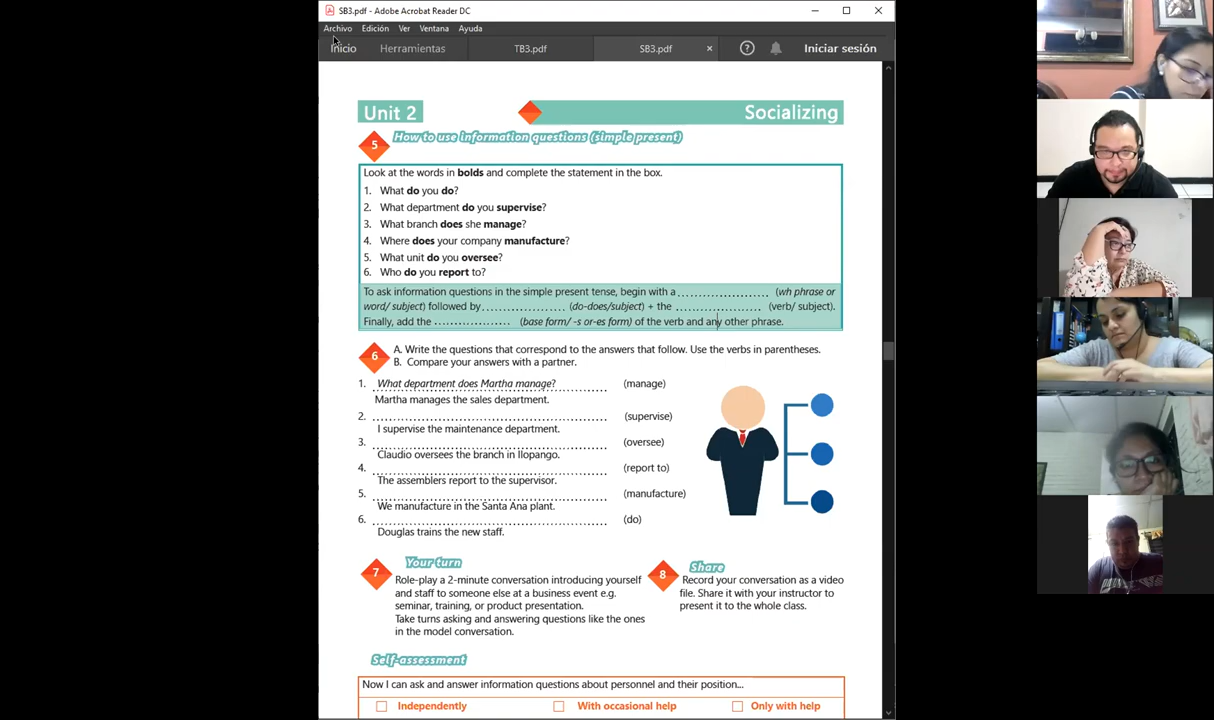 SB3.pdf - Adobe Acrobat Reader DC
Archivo Edición Ver Ventana Ayuda
Inicio Herramientas TB3.pdf SB3.pdf × ? Iniciar sesión
Unit 2 Socializing
5 How to use information questions (simple present)
Look at the words in bolds and complete the statement in the box.
1. What do you do?
2. What department do you supervise?
3. What branch does she manage?
4. Where does your company manufacture?
5. What unit do you oversee?
6. Who do you report to?
To ask information questions in the simple present tense, begin with a ...................... (wh phrase or
word/ subject) followed by .................... (do-does/subject) + the ..................... (verb/ subject).
Finally, add the ................... (base form/ -s or-es form) of the verb and any other phrase.
6 A. Write the questions that correspond to the answers that follow. Use the verbs in parentheses.
B. Compare your answers with a partner.
1. What department does Martha manage? (manage)
Martha manages the sales department.
2. ............................................................ (supervise)
I supervise the maintenance department.
3. ............................................................ (oversee)
Claudio oversees the branch in Ilopango.
4. ............................................................ (report to)
The assemblers report to the supervisor.
5. ............................................................ (manufacture)
We manufacture in the Santa Ana plant.
6. ............................................................ (do)
Douglas trains the new staff.
7 Your turn
Role-play a 2-minute conversation introducing yourself
and staff to someone else at a business event e.g.
seminar, training, or product presentation.
Take turns asking and answering questions like the ones
in the model conversation.
8 Share
Record your conversation as a video
file. Share it with your instructor to
present it to the whole class.
Self-assessment
Now I can ask and answer information questions about personnel and their position...
Independently With occasional help Only with help